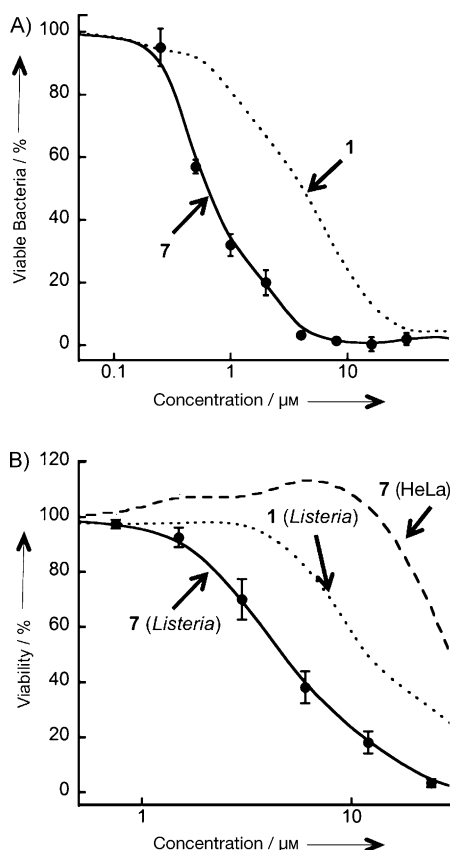 A)
100
80
60
40
20
0
Viable Bacteria / %
1
7
0.1
1
10
Concentration / μM
B)
120
100
80
60
40
20
0
Viability / %
7 (HeLa)
1 (Listeria)
7 (Listeria)
1
10
Concentration / μM